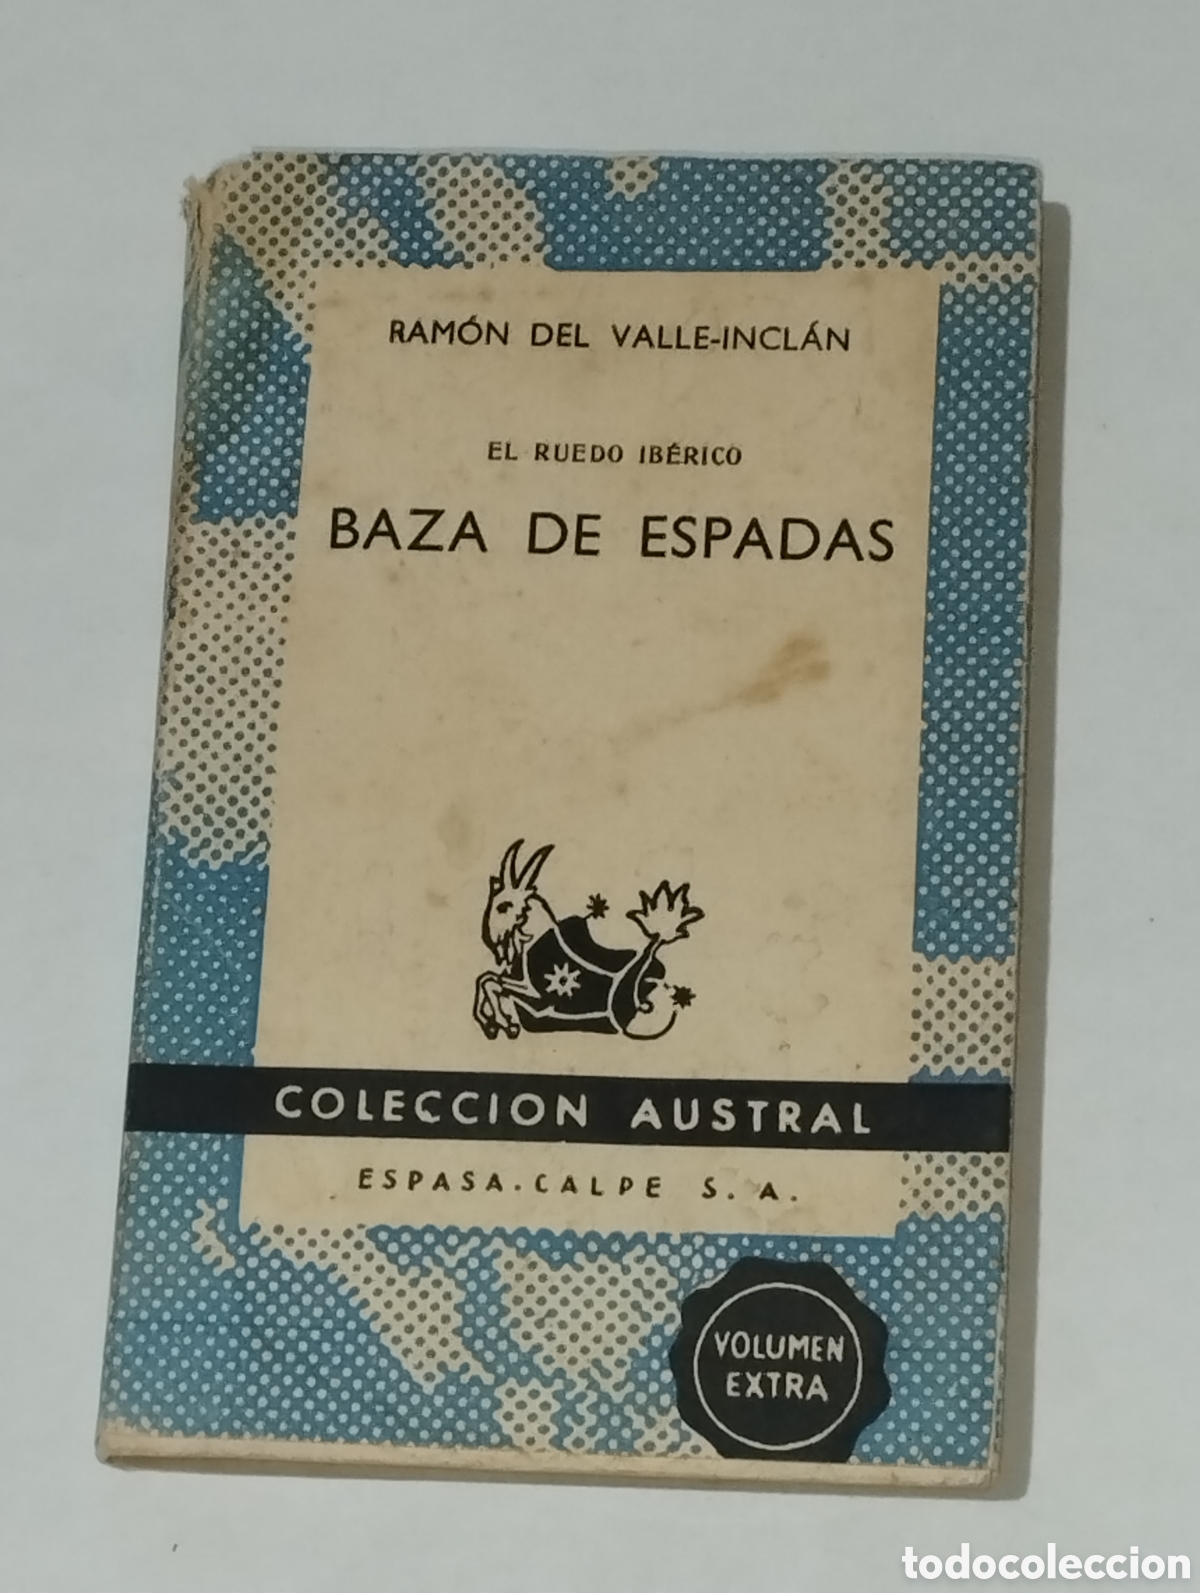 RAMÓN DEL VALLE-INCLÁN
EL RUEDO IBÉRICO
BAZA DE ESPADAS
COLECCION AUSTRAL
ESPASA-CALPE S. A.
VOLUMEN
EXTRA
todocoleccion